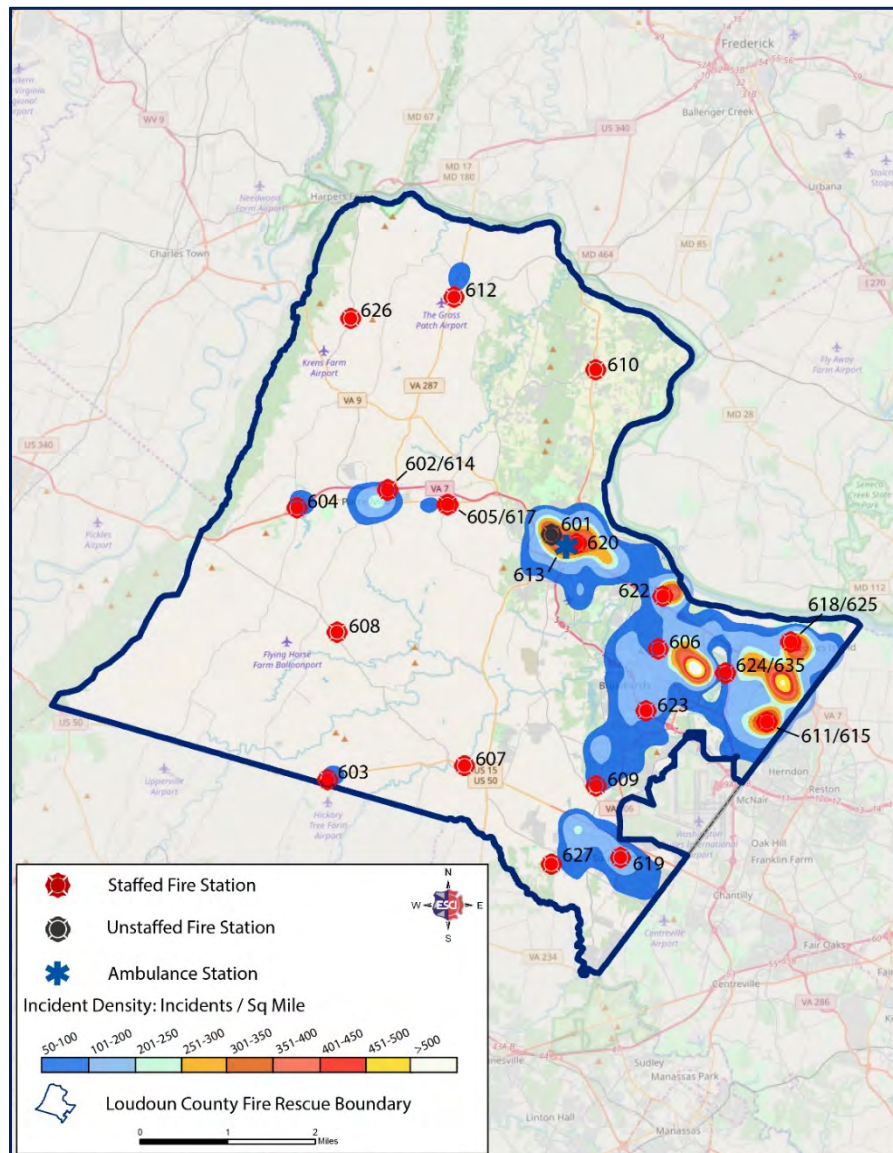 Frederick
Ballenger Creek
WV 9
MD 67
US 340
MD 17
MD 180
Urbana
Needwood
Farm Airport
Harpers Fe
MD 85
MD 464
Charles Town
I 270
612
626
The Grass
Patch Airport
610
Krens Farm
Airport
Fly Away
Farm Airport
VA 287
MD 28
VA 9
US 340
602/614
VA 7
604
605/617
601
620
Pickles
Airport
613
MD 112
622
618/625
608
606
624/635
Flying Horse
Farm Balloonport
623
US 50
VA 7
611/615
607
Herndon
Reston
603
US 15
US 50
609
McNair
Upperville
Airport
Hickory
Tree Farm
Airport
Oak Hill
Franklin Farm
627
619
Chantilly
N
W
ESCI
E
S
Staffed Fire Station
Unstaffed Fire Station
Ambulance Station
Centreville
Airport
Fair Oaks
VA 234
Centreville
VA 286
Incident Density: Incidents / Sq Mile
50-100
101-200
201-250
251-300
301-350
351-400
401-450
451-500
>500
Sudley
Manassas Park
Loudoun County Fire Rescue Boundary
0
1
2
Miles
Linton Hall
Manassas